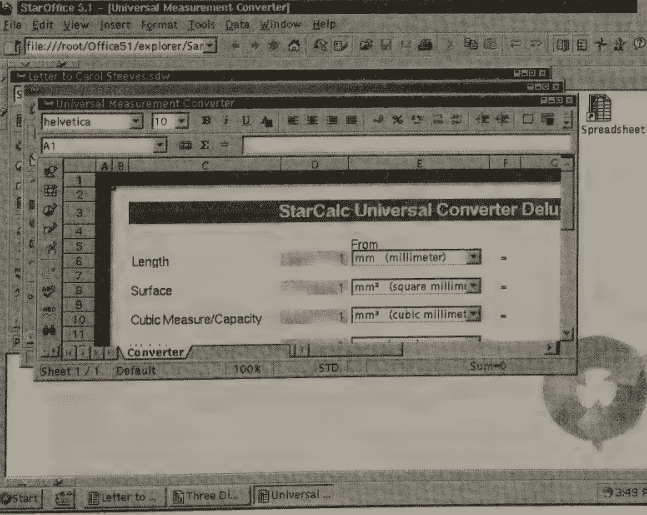 StarOffice 5.1 - [Universal Measurement Converter]
File Edit View Insert Format Tools Data Window Help
file:///root/Office51/explorer/Sar
Letter to Carol Steeves.sdw
Universal Measurement Converter
helvetica 10 B i U A
A1 Σ =
A B C D E F G
1
2
3 StarCalc Universal Converter Delu
4
5 From
6 Length 1 mm (millimeter) =
7
8 Surface 1 mm² (square millim =
9
10 Cubic Measure/Capacity 1 mm³ (cubic millimet =
11
Converter
Sheet 1 / 1 Default 100% STD Sum=0
Spreadsheet
Start Letter to ... Three Di... Universal ... 3:49 P